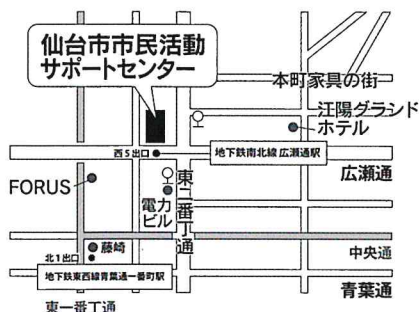 仙台市市民活動
サポートセンター
本町家具の街
江陽グランド
ホテル
西5出口
地下鉄南北線 広瀬通駅
広瀬通
FORUS
電力
ビル
東二番丁通
藤崎
中央通
北1出口
地下鉄東西線青葉通一番町駅
青葉通
東一番丁通